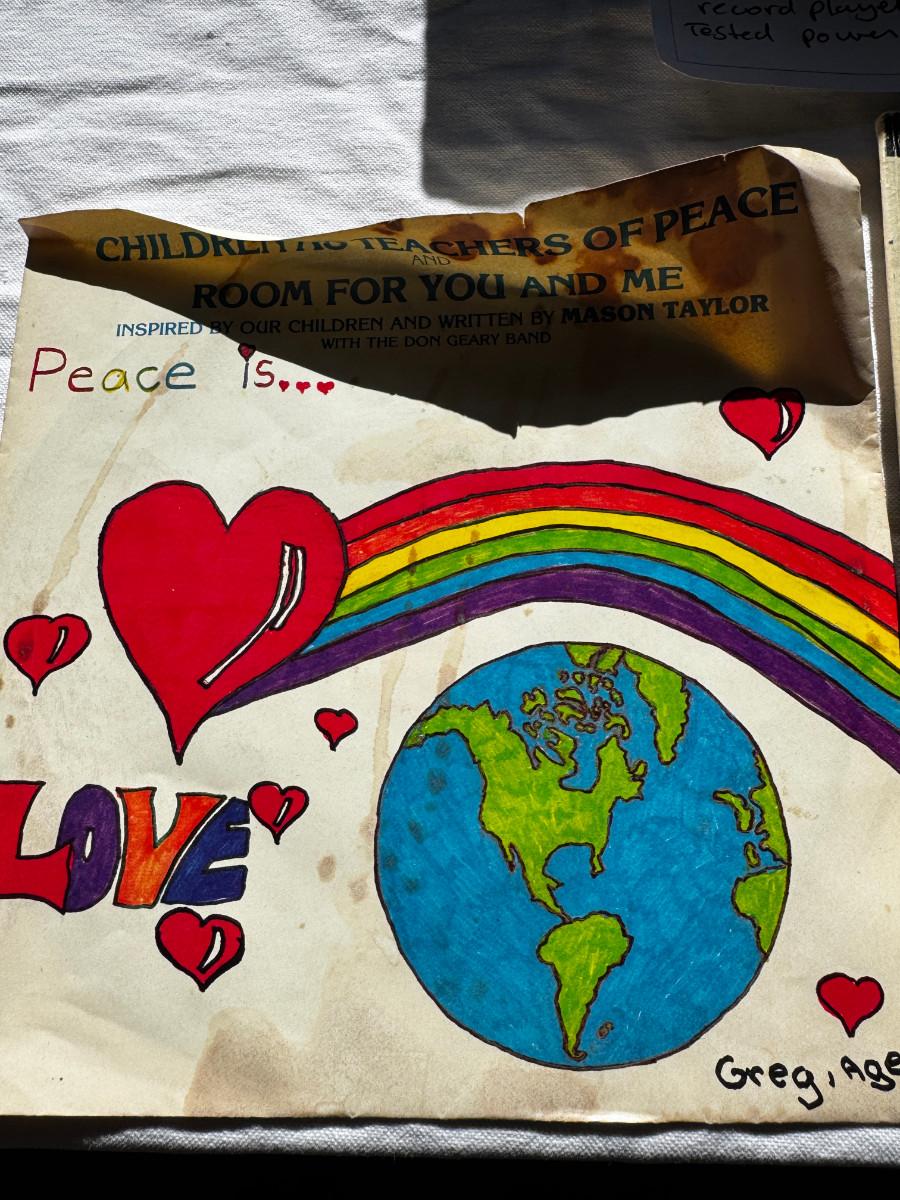 record player
Tested power
CHILDREN AS TEACHERS OF PEACE
AND
ROOM FOR YOU AND ME
INSPIRED BY OUR CHILDREN AND WRITTEN BY MASON TAYLOR
WITH THE DON GEARY BAND
Peace is...
LOVE
Greg, Age